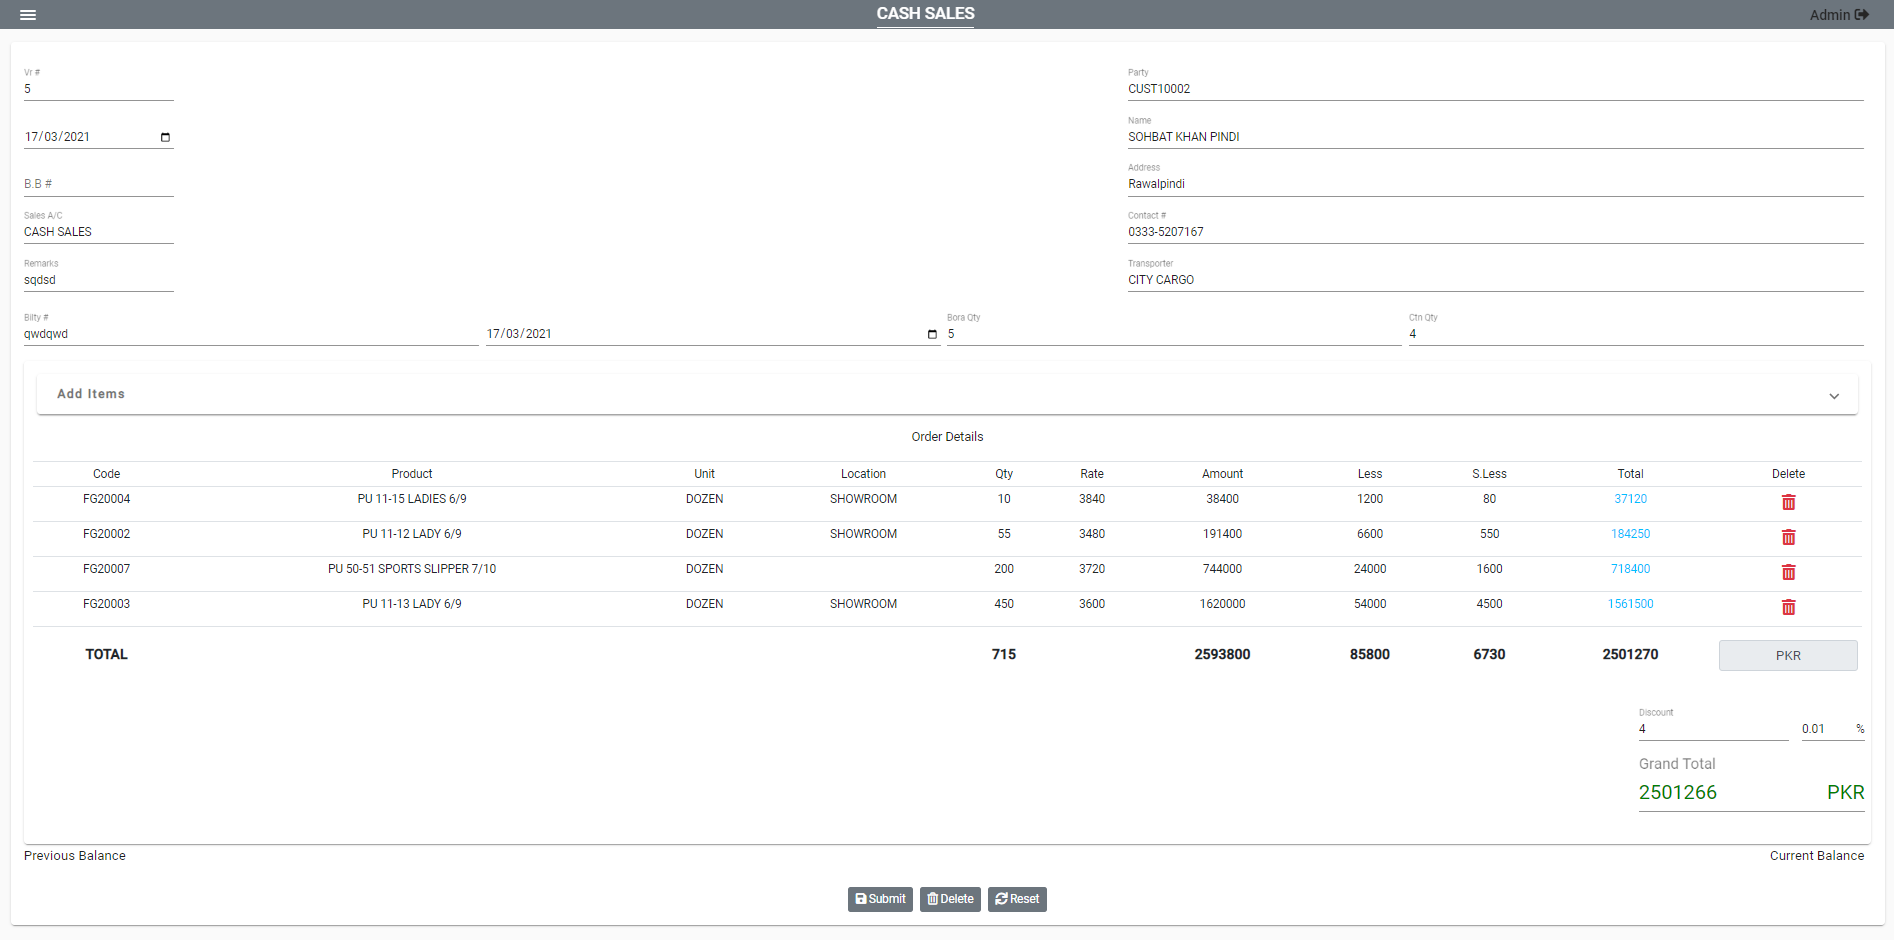 CASH SALES
Admin
Vr #
5
17/03/2021
B.B #
Sales A/C
CASH SALES
Remarks
sqdsd
Party
CUST10002
Name
SOHBAT KHAN PINDI
Address
Rawalpindi
Contact #
0333-5207167
Transporter
CITY CARGO
Bilty #
qwdqwd
17/03/2021
Bora Qty
5
Ctn Qty
4
Add Items
Order Details
Code Product Unit Location Qty Rate Amount Less S.Less Total Delete
FG20004 PU 11-15 LADIES 6/9 DOZEN SHOWROOM 10 3840 38400 1200 80 37120
FG20002 PU 11-12 LADY 6/9 DOZEN SHOWROOM 55 3480 191400 6600 550 184250
FG20007 PU 50-51 SPORTS SLIPPER 7/10 DOZEN 200 3720 744000 24000 1600 718400
FG20003 PU 11-13 LADY 6/9 DOZEN SHOWROOM 450 3600 1620000 54000 4500 1561500
TOTAL 715 2593800 85800 6730 2501270 PKR
Discount
4 0.01 %
Grand Total
2501266 PKR
Previous Balance Current Balance
Submit Delete Reset